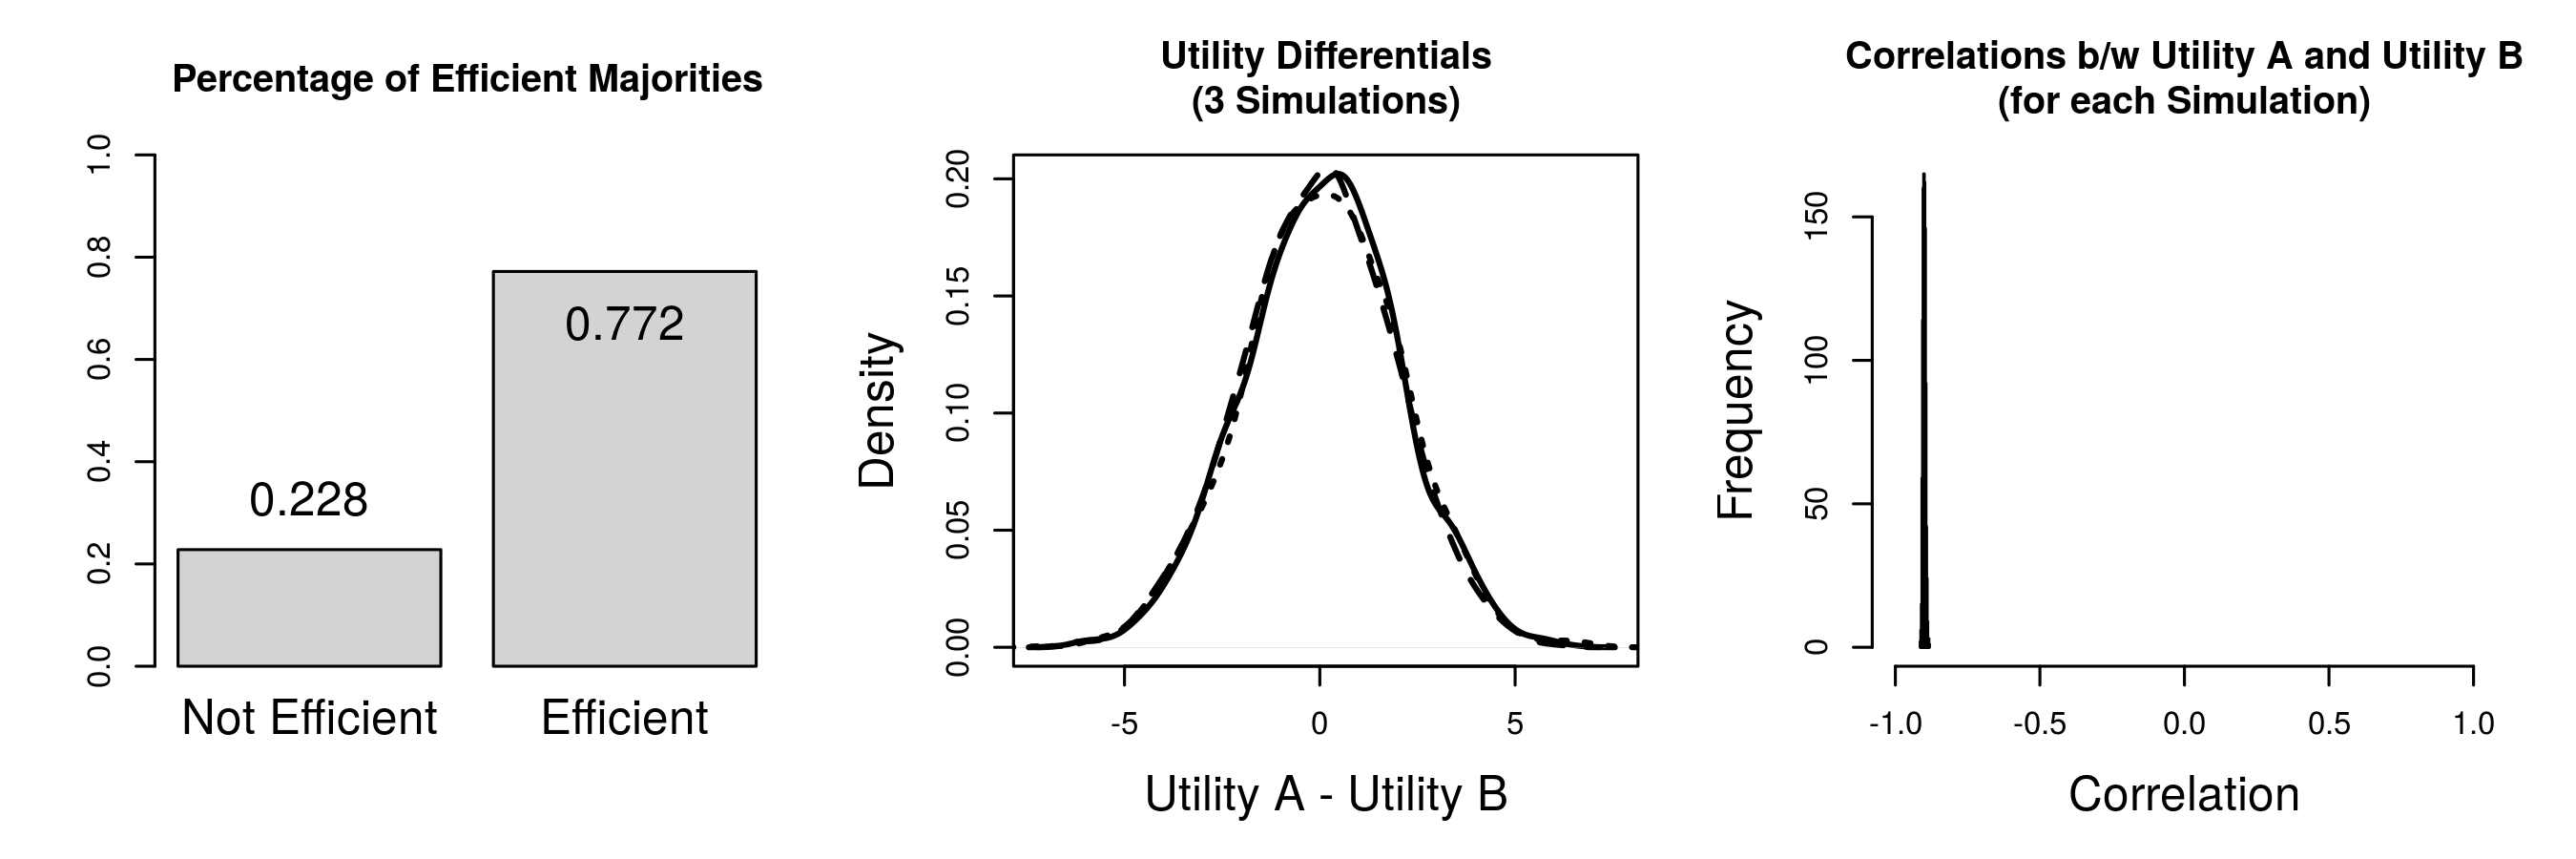 Percentage of Efficient Majorities
1.0
0.8
0.6
0.4
0.2
0.0
0.228
0.772
Not Efficient
Efficient
Utility Differentials
(3 Simulations)
Density
0.20
0.15
0.10
0.05
0.00
-5 0 5
Utility A - Utility B
Correlations b/w Utility A and Utility B
(for each Simulation)
Frequency
150
100
50
0
-1.0 -0.5 0.0 0.5 1.0
Correlation